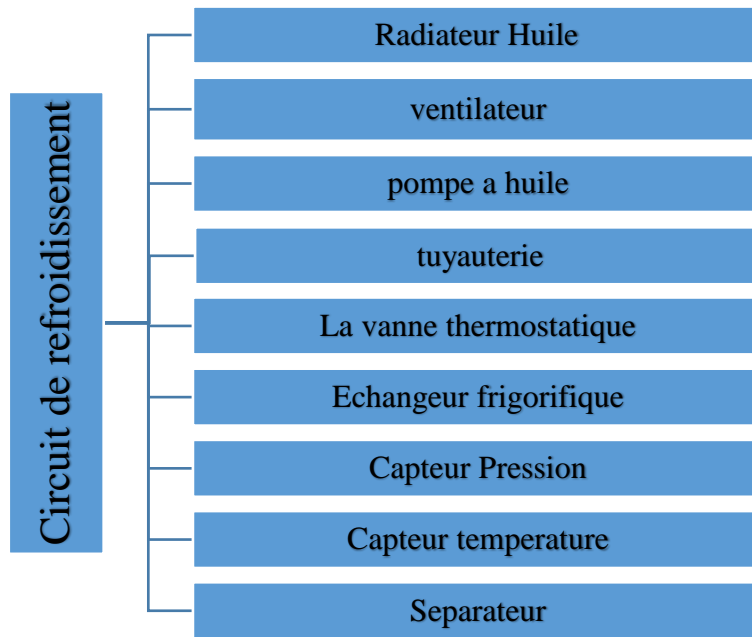 Circuit de refroidissement
Radiateur Huile
ventilateur
pompe a huile
tuyauterie
La vanne thermostatique
Echangeur frigorifique
Capteur Pression
Capteur temperature
Separateur